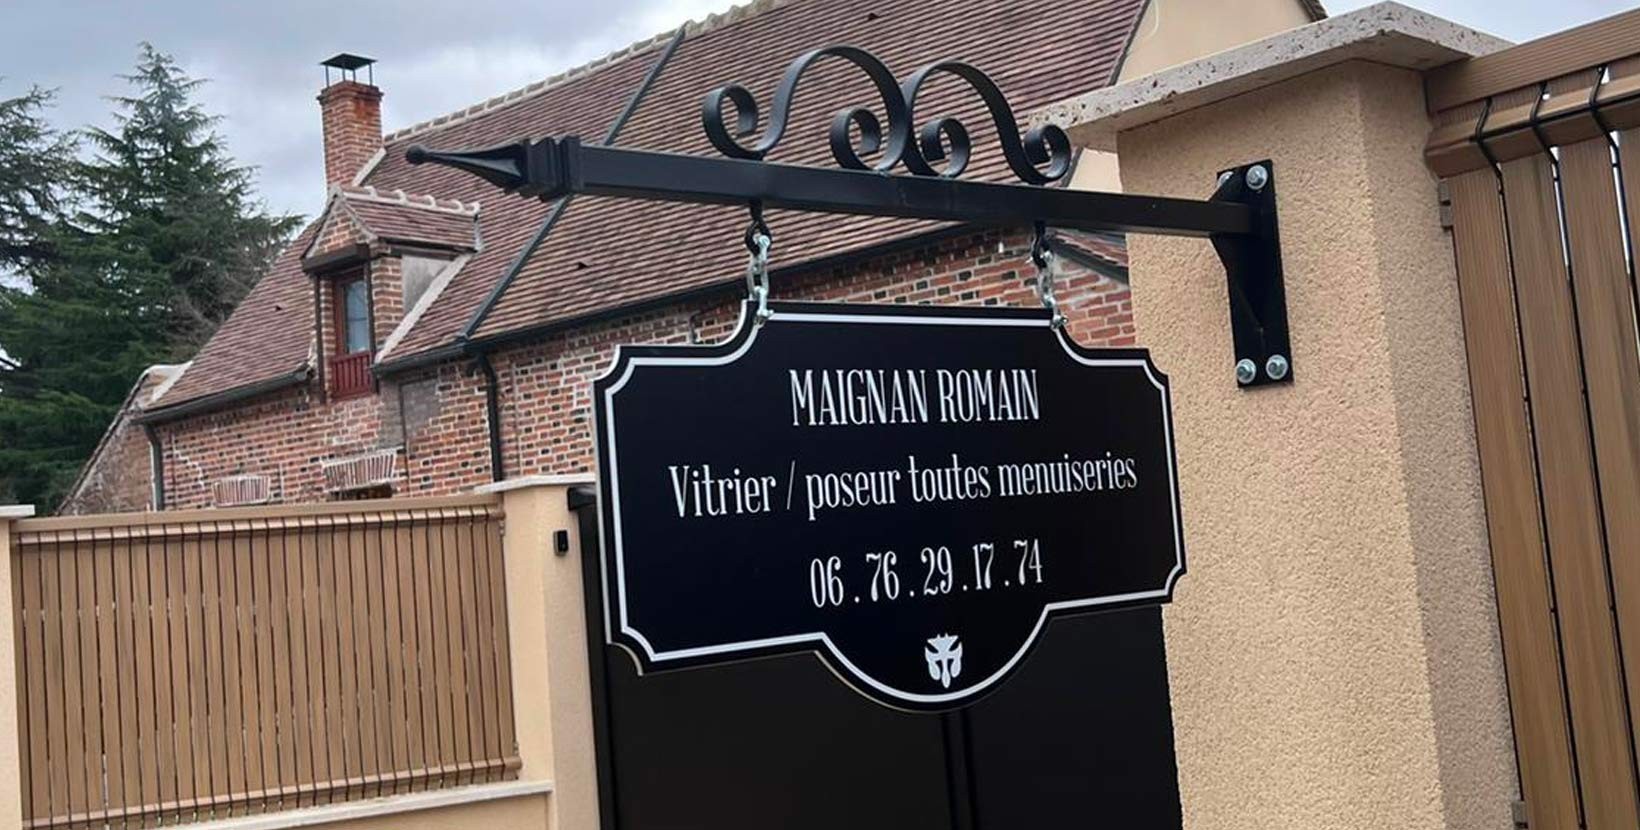 MAIGNAN ROMAIN
Vitrier / poseur toutes menuiseries
06 . 76 . 29 . 17 . 74